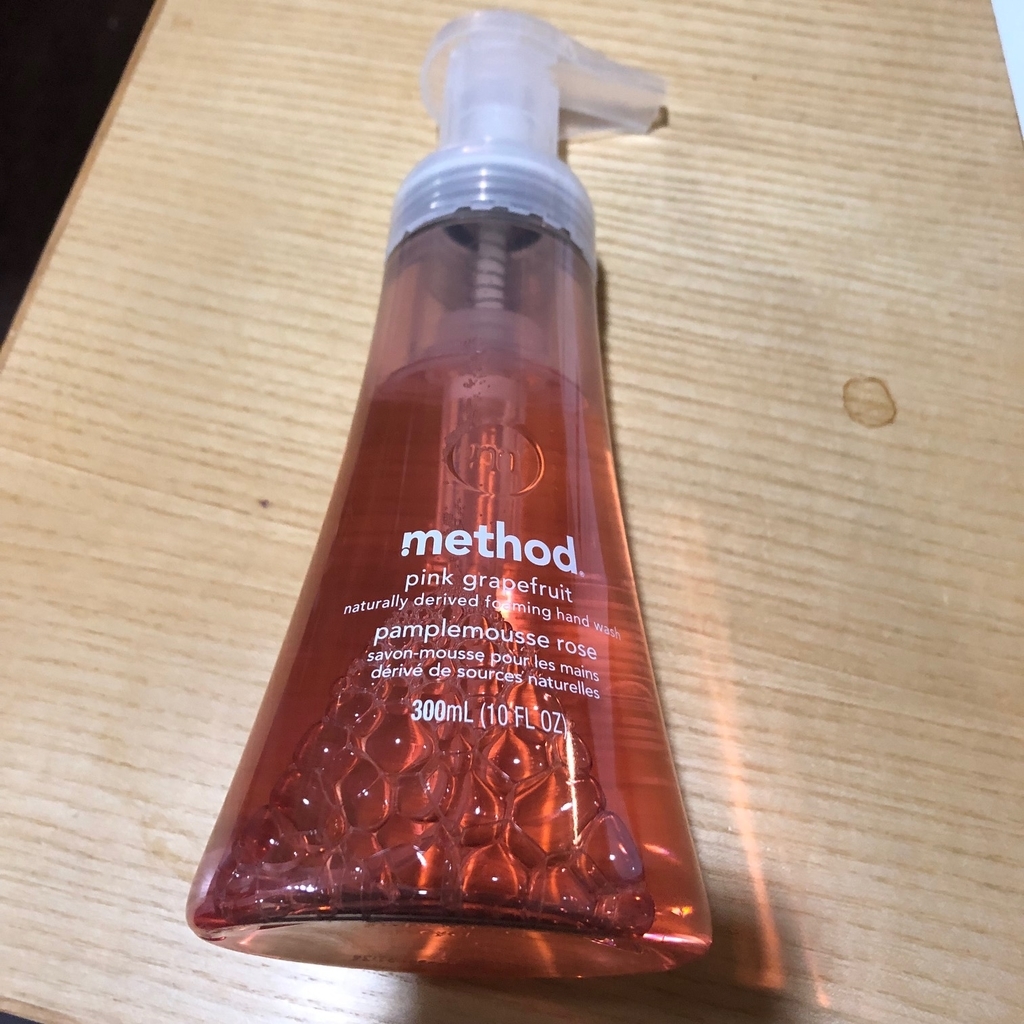 m
method
pink grapefruit
naturally derived foaming hand wash
pamplemousse rose
savon-mousse pour les mains
dérivé de sources naturelles
300mL (10 FL OZ)